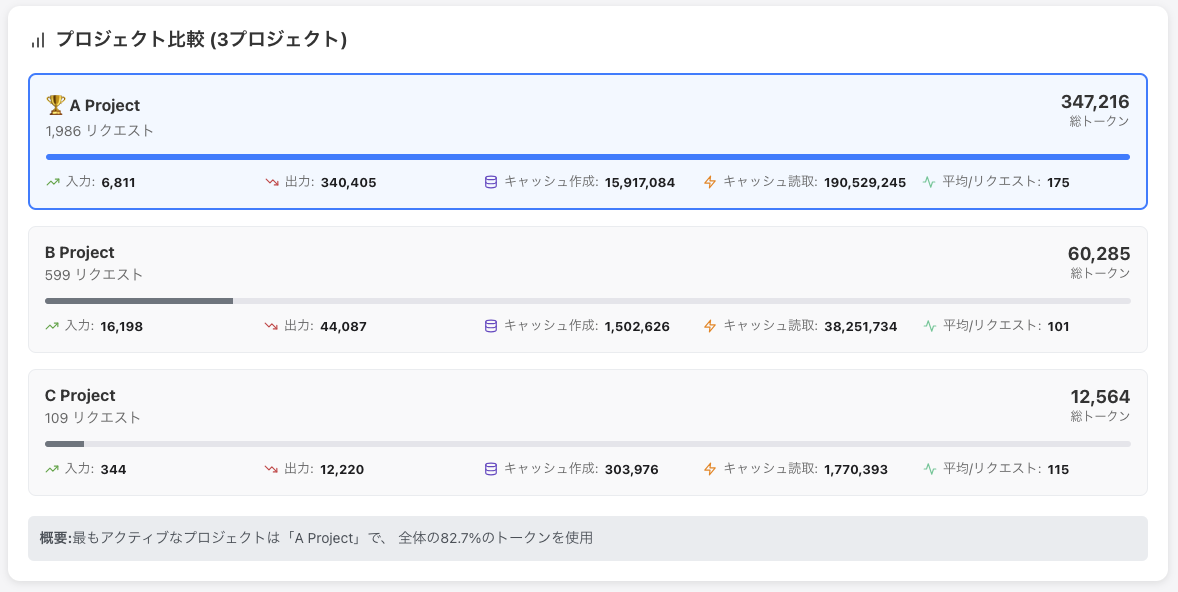 プロジェクト比較 (3プロジェクト)
A Project
347,216
1,986 リクエスト
総トークン
入力: 6,811 出力: 340,405 キャッシュ作成: 15,917,084 キャッシュ読取: 190,529,245 平均/リクエスト: 175
B Project
60,285
599 リクエスト
総トークン
入力: 16,198 出力: 44,087 キャッシュ作成: 1,502,626 キャッシュ読取: 38,251,734 平均/リクエスト: 101
C Project
12,564
109 リクエスト
総トークン
入力: 344 出力: 12,220 キャッシュ作成: 303,976 キャッシュ読取: 1,770,393 平均/リクエスト: 115
概要:最もアクティブなプロジェクトは「A Project」で、 全体の82.7%のトークンを使用